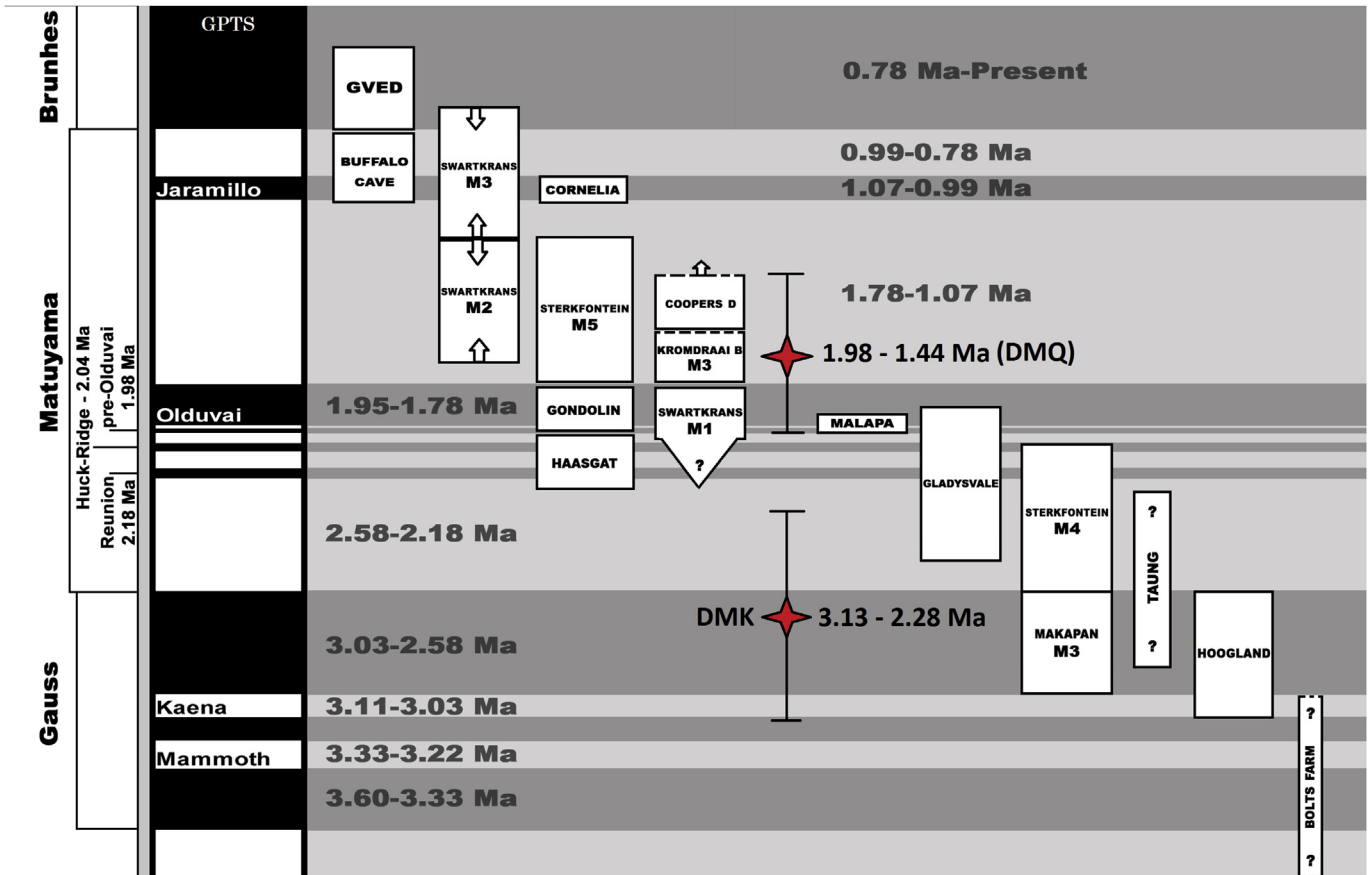 Brunhes
Matuyama
Gauss
Huck-Ridge - 2.04 Ma
pre-Olduvai
1.98 Ma
Reunion
2.18 Ma
GPTS
Jaramillo
Olduvai
Kaena
Mammoth
GVED
BUFFALO
CAVE
SWARTKRANS
M3
CORNELIA
SWARTKRANS
M2
STERKFONTEIN
M5
COOPERS D
KROMDRAAI B
M3
GONDOLIN
SWARTKRANS
M1
?
HAASGAT
MALAPA
GLADYSVALE
STERKFONTEIN
M4
MAKAPAN
M3
?
TAUNG
?
HOOGLAND
?
BOLTS FARM
?
0.78 Ma-Present
0.99-0.78 Ma
1.07-0.99 Ma
1.78-1.07 Ma
1.98 - 1.44 Ma (DMQ)
1.95-1.78 Ma
2.58-2.18 Ma
DMK
3.13 - 2.28 Ma
3.03-2.58 Ma
3.11-3.03 Ma
3.33-3.22 Ma
3.60-3.33 Ma